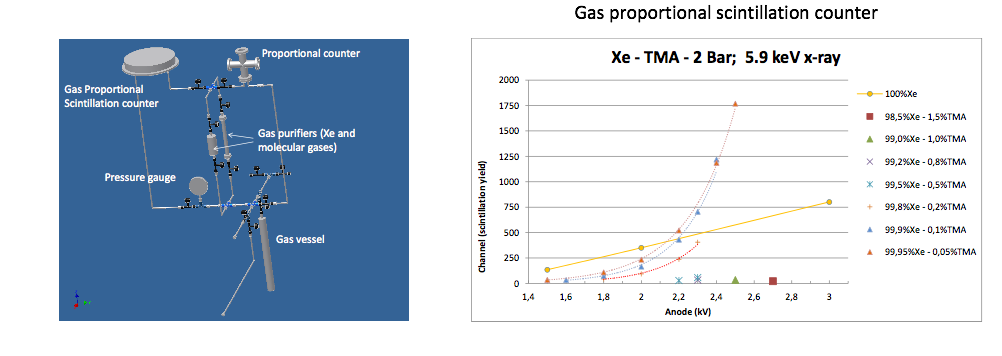 Gas proportional scintillation counter
Proportional counter
Gas Proportional
Scintillation counter
Gas purifiers (Xe and
molecular gases)
Pressure gauge
Gas vessel
Xe - TMA - 2 Bar;  5.9 keV x-ray
Channel (scintillation yield)
2000
1750
1500
1250
1000
750
500
250
0
1,4 1,6 1,8 2 2,2 2,4 2,6 2,8 3
Anode (kV)
100%Xe
98,5%Xe - 1,5%TMA
99,0%Xe - 1,0%TMA
99,2%Xe - 0,8%TMA
99,5%Xe - 0,5%TMA
99,8%Xe - 0,2%TMA
99,9%Xe - 0,1%TMA
99,95%Xe - 0,05%TMA